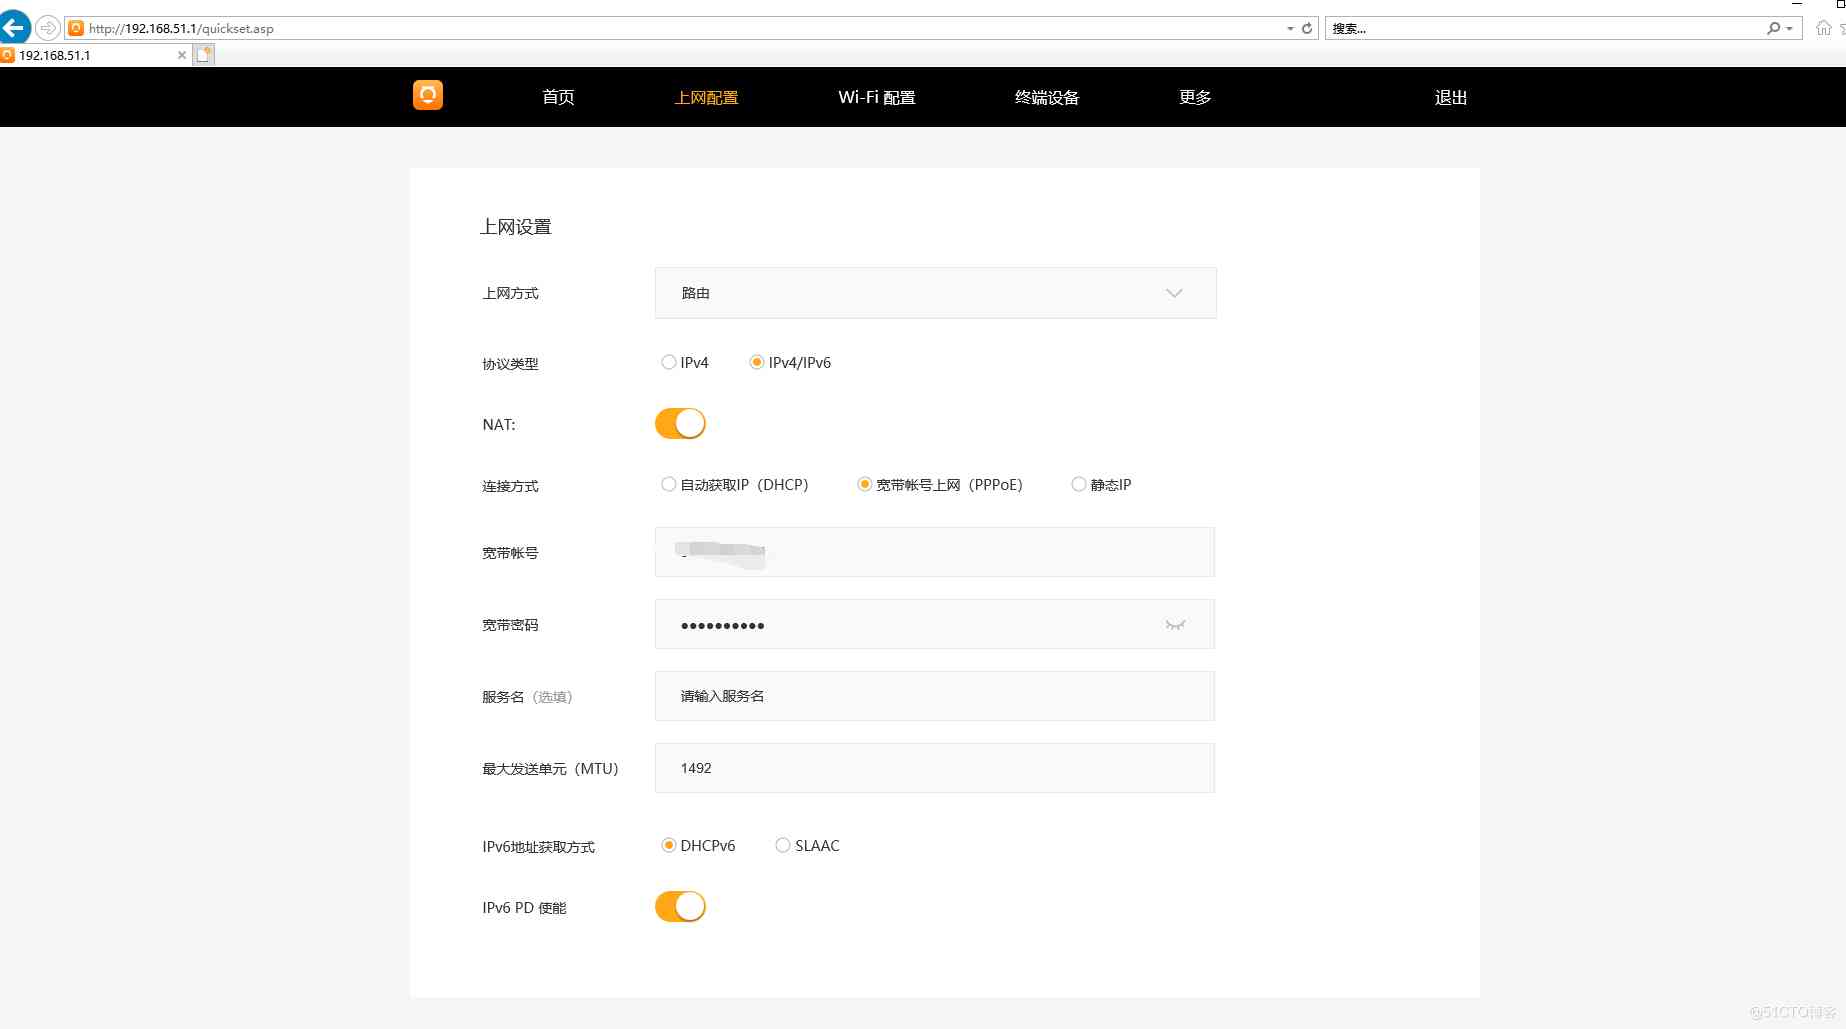 http://192.168.51.1/quickset.asp
搜索...
192.168.51.1
首页 上网配置 Wi-Fi 配置 终端设备 更多 退出
上网设置
上网方式 路由
协议类型 IPv4 IPv4/IPv6
NAT:
连接方式 自动获取IP（DHCP） 宽带帐号上网（PPPoE） 静态IP
宽带帐号
宽带密码 ••••••••••
服务名（选填） 请输入服务名
最大发送单元（MTU） 1492
IPv6地址获取方式 DHCPv6 SLAAC
IPv6 PD 使能
@51CTO博客